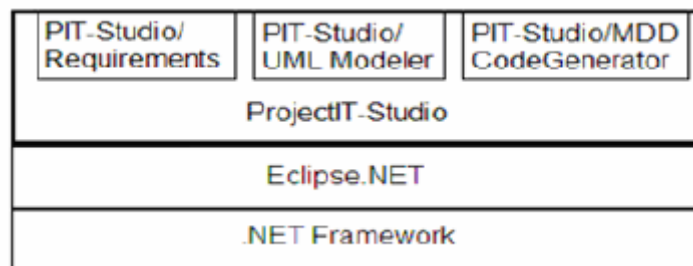 PIT-Studio/
Requirements
PIT-Studio/
UML Modeler
PIT-Studio/MDD
CodeGenerator
ProjectIT-Studio
Eclipse.NET
.NET Framework